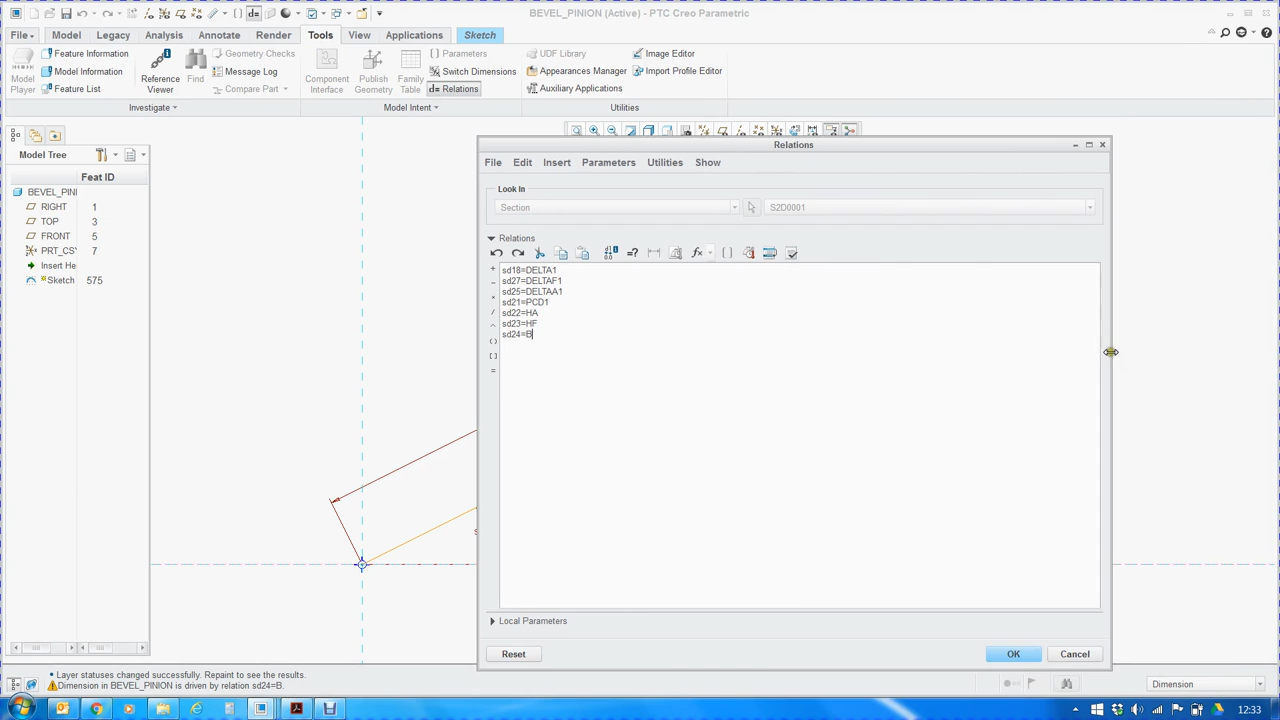 BEVEL_PINION (Active) - PTC Creo Parametric
File Model Legacy Analysis Annotate Render Tools View Applications Sketch
Feature Information
Model Information
Feature List
Model Player
Reference Viewer
Find
Geometry Checks
Message Log
Compare Part
Investigate
Component Interface
Publish Geometry
Family Table
Parameters
Switch Dimensions
d= Relations
Model Intent
UDF Library
Appearances Manager
Auxiliary Applications
Image Editor
Import Profile Editor
Utilities
Model Tree
Feat ID
BEVEL_PINI
RIGHT 1
TOP 3
FRONT 5
PRT_CSY 7
Insert He
Sketch 575
Relations
File Edit Insert Parameters Utilities Show
Look In
Section S2D0001
Relations
sd18=DELTA1
sd27=DELTAF1
sd25=DELTAA1
sd21=PCD1
sd22=HA
sd23=HF
sd24=B
Local Parameters
Reset OK Cancel
Layer statuses changed successfully. Repaint to see the results.
Dimension in BEVEL_PINION is driven by relation sd24=B.
Dimension
12:33